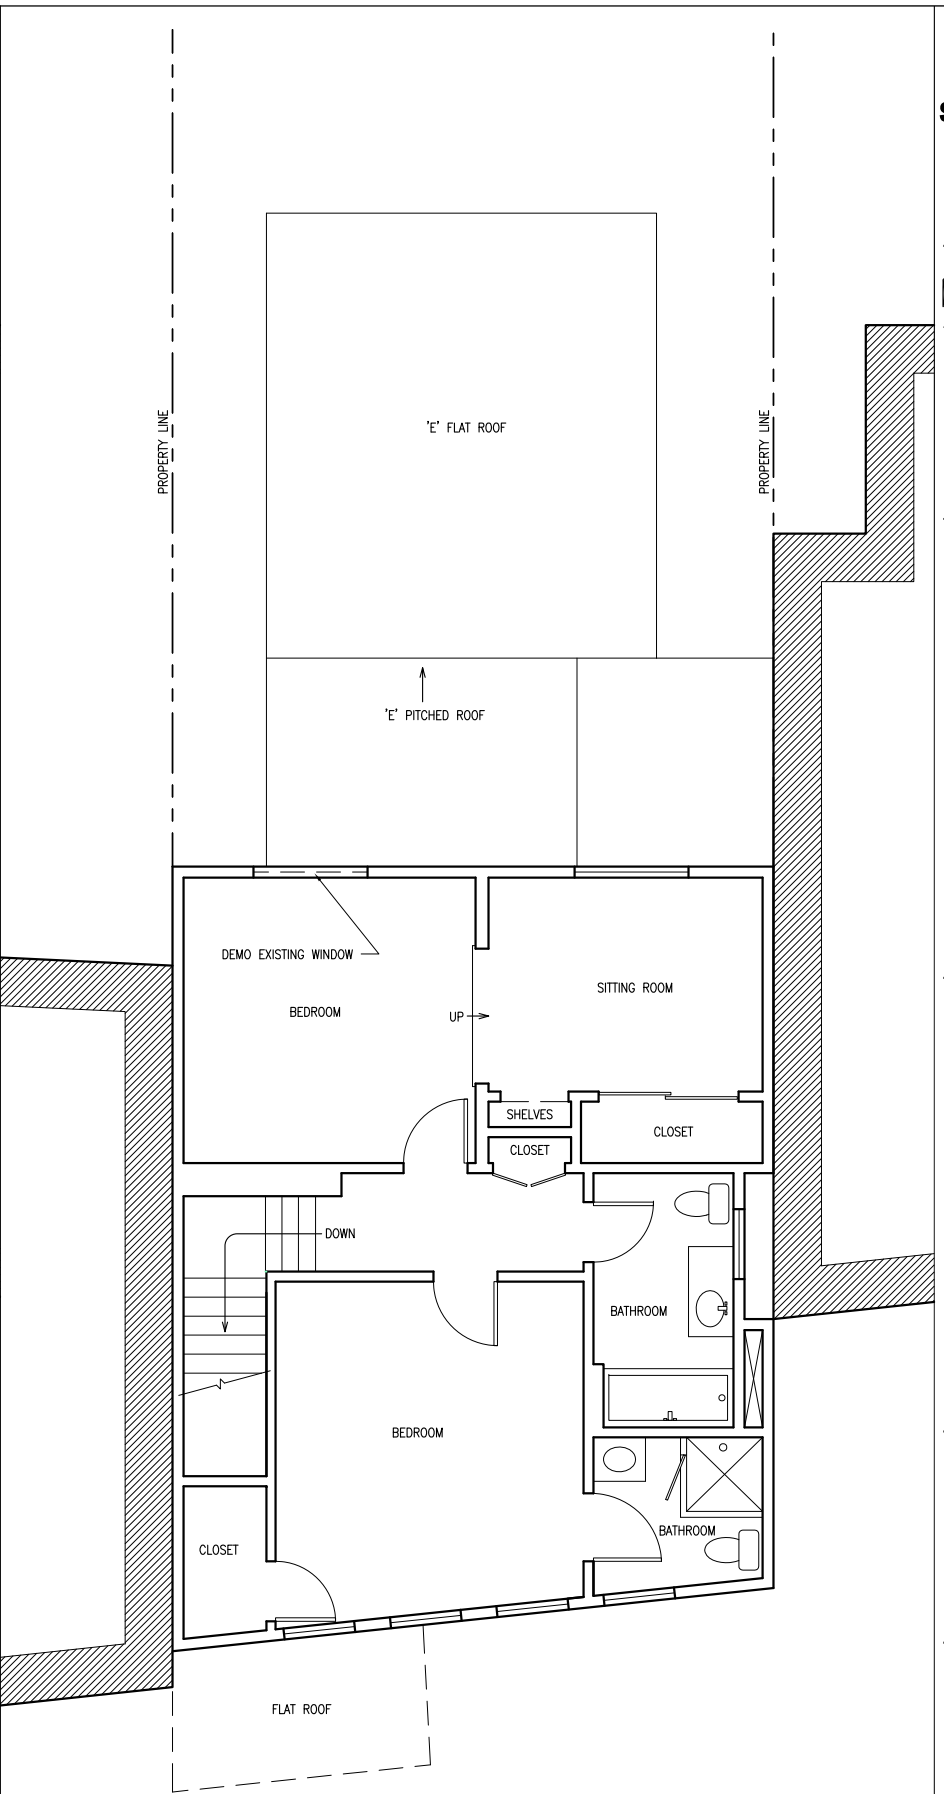 PROPERTY LINE
'E' FLAT ROOF
PROPERTY LINE
'E' PITCHED ROOF
DEMO EXISTING WINDOW
BEDROOM
UP
SITTING ROOM
SHELVES
CLOSET
CLOSET
DOWN
BATHROOM
BEDROOM
BATHROOM
CLOSET
FLAT ROOF